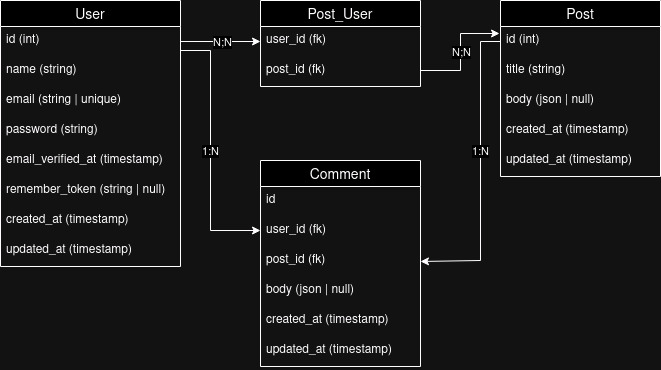 User
id (int)
name (string)
email (string | unique)
password (string)
email_verified_at (timestamp)
remember_token (string | null)
created_at (timestamp)
updated_at (timestamp)
N;N
1:N
Post_User
user_id (fk)
post_id (fk)
N;N
1:N
Post
id (int)
title (string)
body (json | null)
created_at (timestamp)
updated_at (timestamp)
Comment
id
user_id (fk)
post_id (fk)
body (json | null)
created_at (timestamp)
updated_at (timestamp)